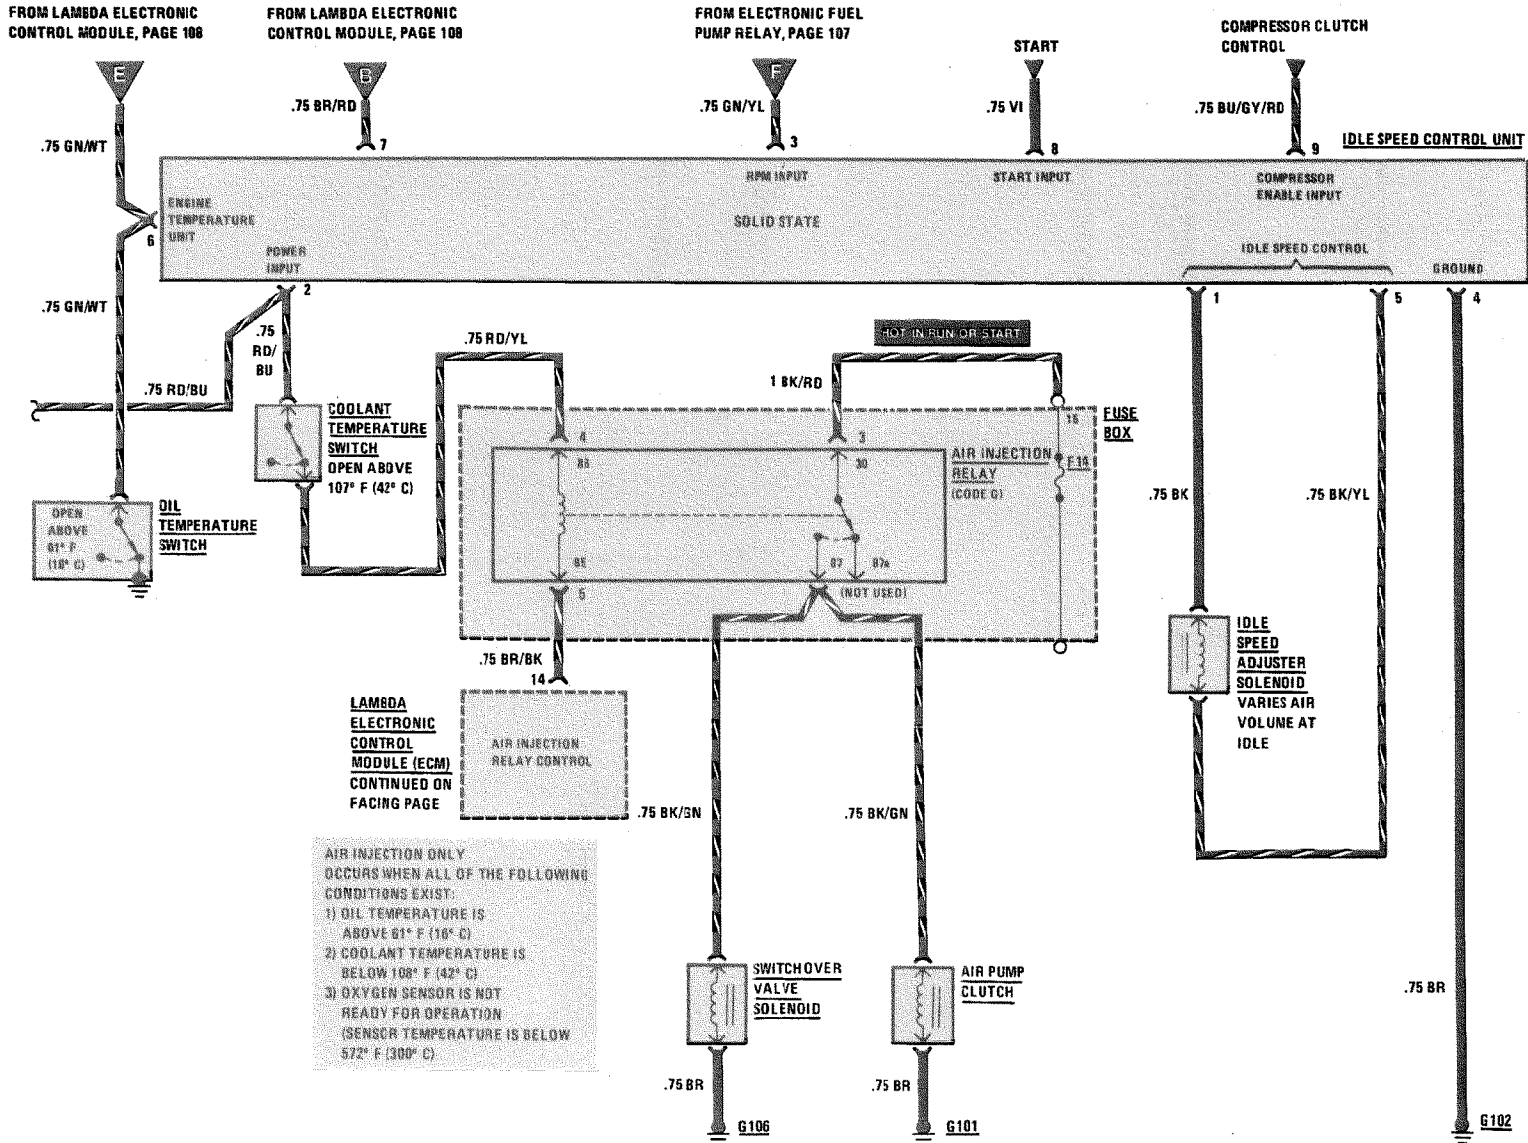 FROM LAMBDA ELECTRONIC
CONTROL MODULE, PAGE 108
FROM LAMBDA ELECTRONIC
CONTROL MODULE, PAGE 108
FROM ELECTRONIC FUEL
PUMP RELAY, PAGE 107
START
COMPRESSOR CLUTCH
CONTROL
E
B
F
.75 BR/RD
.75 GN/YL
.75 VI
.75 BU/GY/RD
.75 GN/WT
7
3
8
9
IDLE SPEED CONTROL UNIT
RPM INPUT
START INPUT
COMPRESSOR
ENABLE INPUT
ENGINE
TEMPERATURE
UNIT
SOLID STATE
6
POWER
INPUT
IDLE SPEED CONTROL
GROUND
2
1
5
4
.75 GN/WT
.75
RD/
BU
.75 RD/YL
HOT IN RUN OR START
.75 RD/BU
1 BK/RD
COOLANT
TEMPERATURE
SWITCH
OPEN ABOVE
107° F (42° C)
FUSE
BOX
15
4
3
86
30
AIR INJECTION
RELAY
(CODE G)
F14
.75 BK
.75 BK/YL
OPEN
ABOVE
61° F
(16° C)
OIL
TEMPERATURE
SWITCH
85
87
87a
5
(NOT USED)
.75 BR/BK
14
IDLE
SPEED
ADJUSTER
SOLENOID
VARIES AIR
VOLUME AT
IDLE
LAMBDA
ELECTRONIC
CONTROL
MODULE (ECM)
CONTINUED ON
FACING PAGE
AIR INJECTION
RELAY CONTROL
.75 BK/GN
.75 BK/GN
AIR INJECTION ONLY
OCCURS WHEN ALL OF THE FOLLOWING
CONDITIONS EXIST:
1) OIL TEMPERATURE IS
ABOVE 61° F (16° C)
2) COOLANT TEMPERATURE IS
BELOW 108° F (42° C)
3) OXYGEN SENSOR IS NOT
READY FOR OPERATION
(SENSOR TEMPERATURE IS BELOW
572° F (300° C)
SWITCHOVER
VALVE
SOLENOID
AIR PUMP
CLUTCH
.75 BR
.75 BR
.75 BR
G106
G101
G102